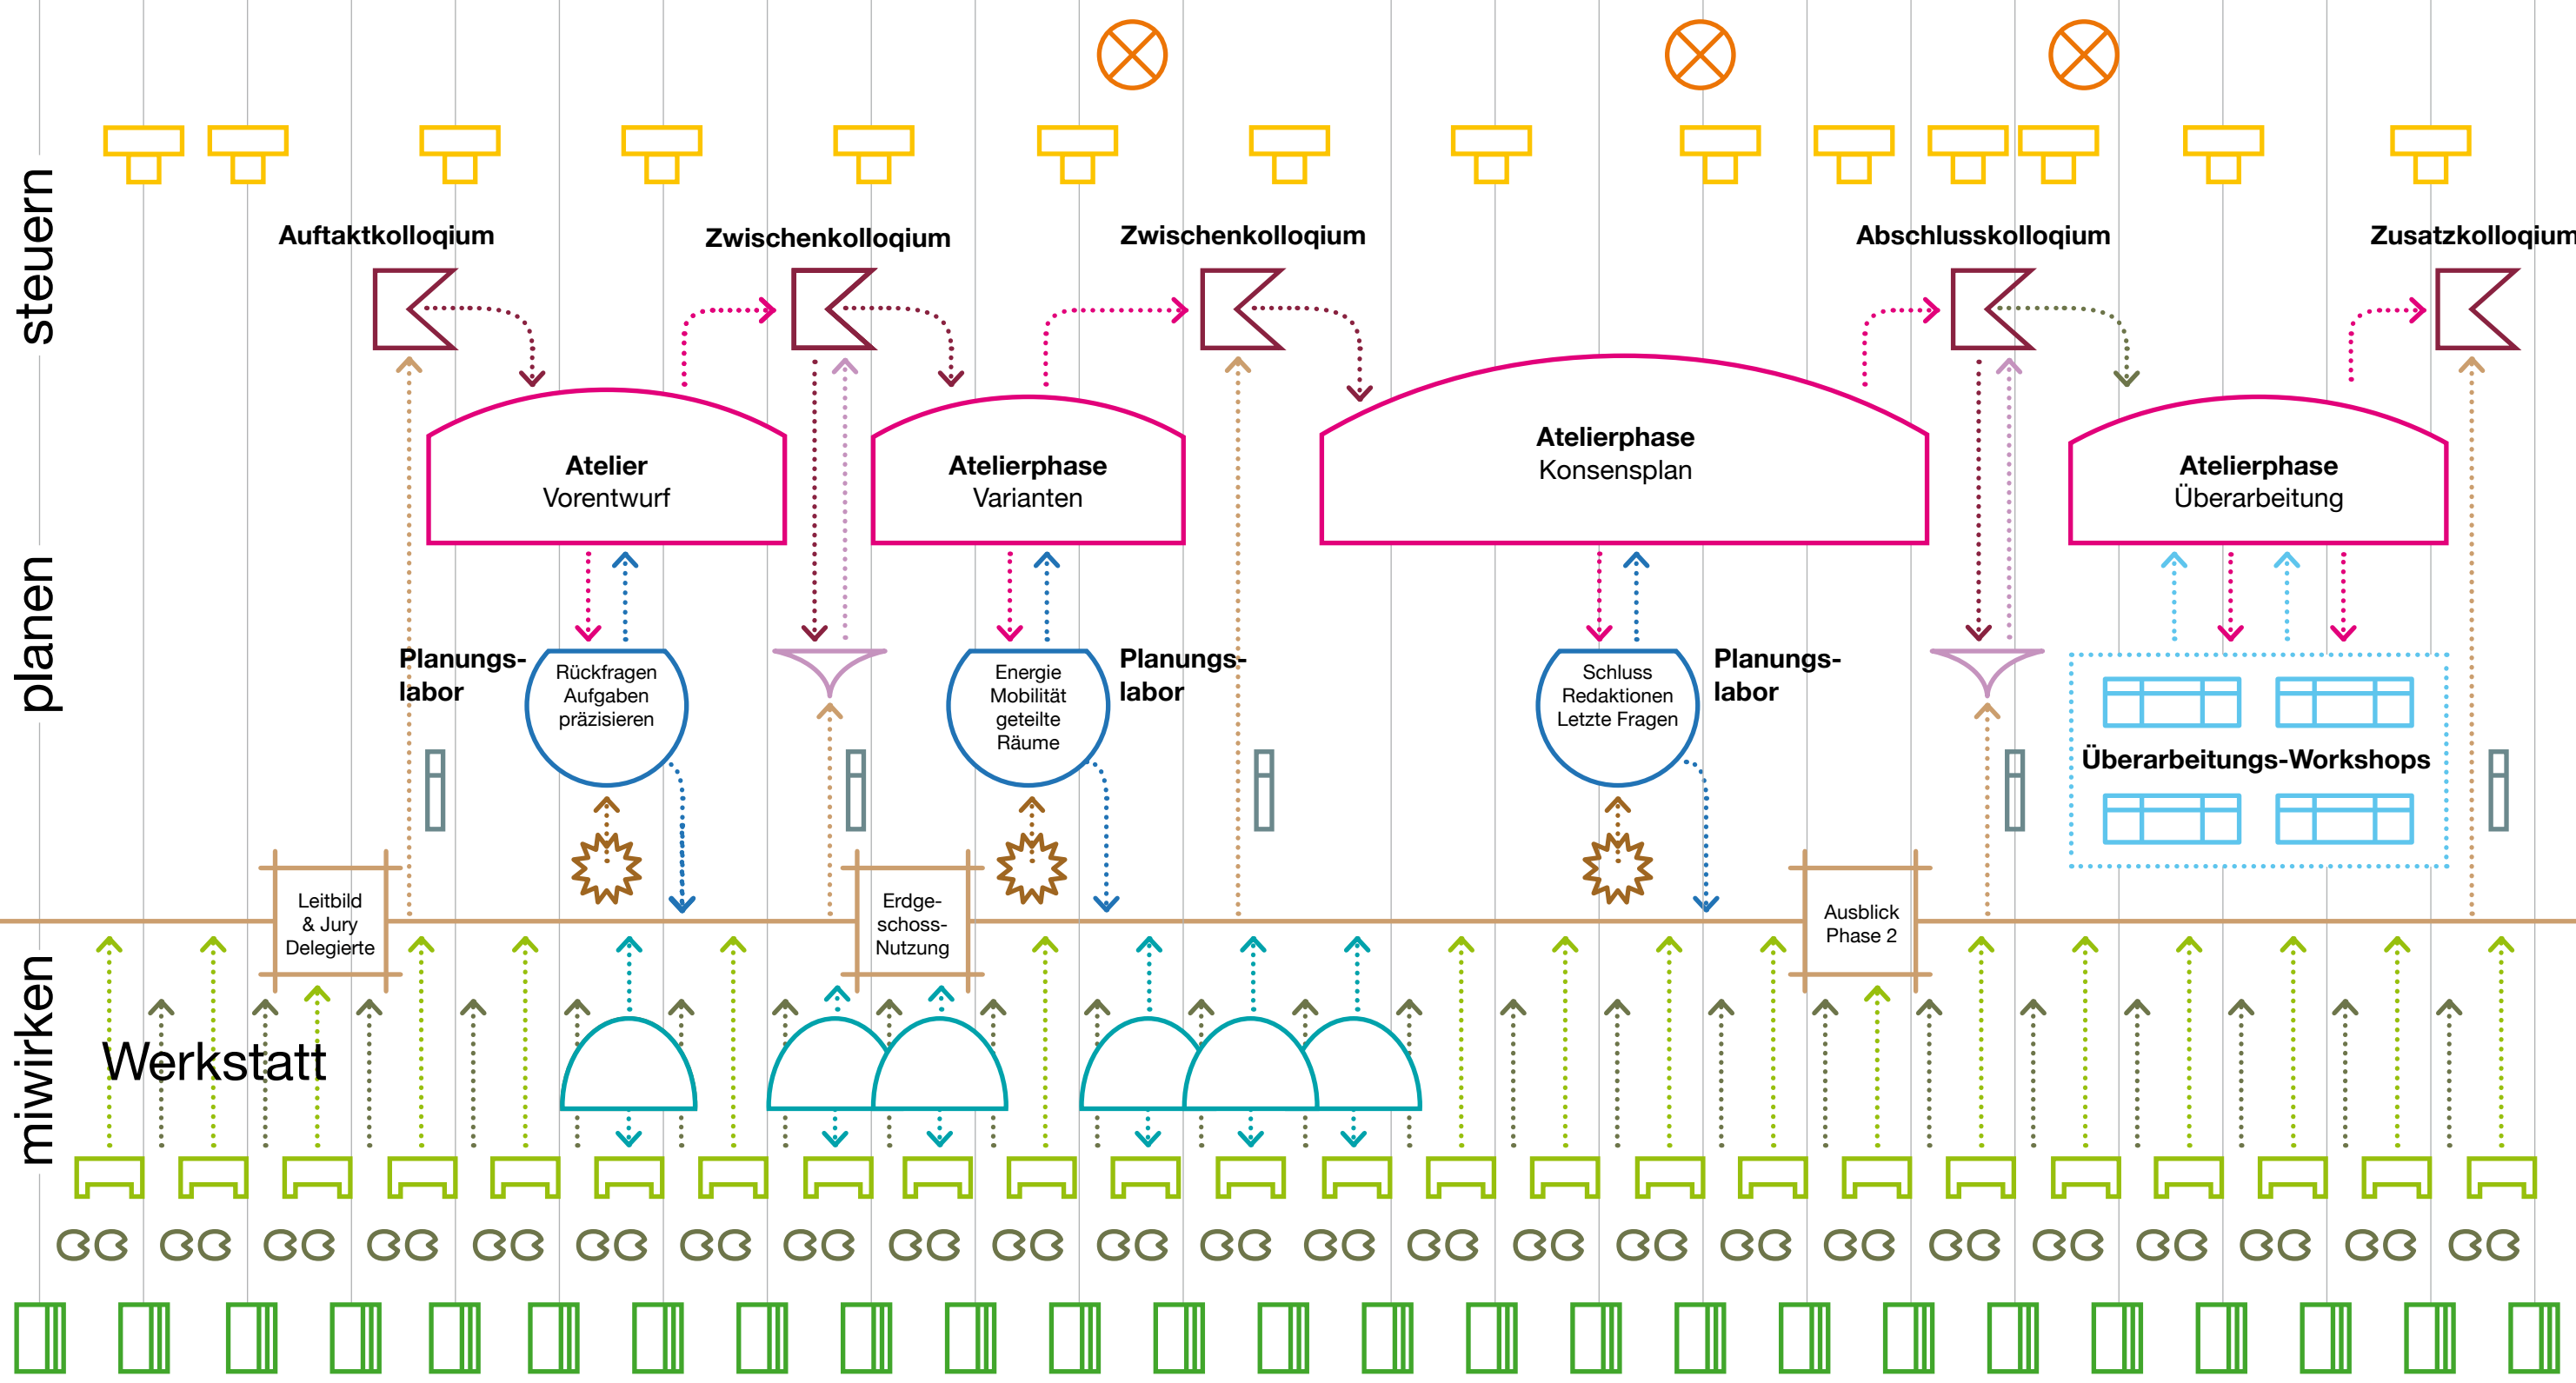 steuern
planen
miwirken
Auftaktkolloqium
Zwischenkolloqium
Zwischenkolloqium
Abschlusskolloqium
Zusatzkolloqium
Atelier
Vorentwurf
Atelierphase
Varianten
Atelierphase
Konsensplan
Atelierphase
Überarbeitung
Planungs-
labor
Rückfragen
Aufgaben
präzisieren
Energie
Mobilität
geteilte
Räume
Planungs-
labor
Schluss
Redaktionen
Letzte Fragen
Planungs-
labor
Überarbeitungs-Workshops
Leitbild
& Jury
Delegierte
Erdge-
schoss-
Nutzung
Ausblick
Phase 2
Werkstatt